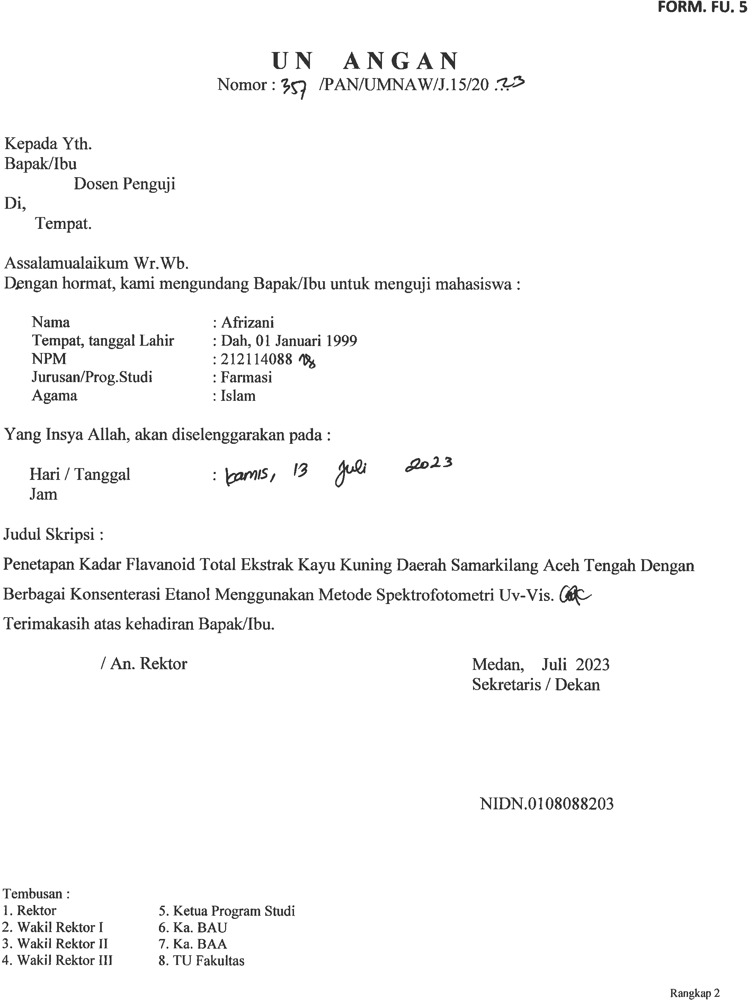 FORM. FU. 5
UN ANGAN
Nomor : 357 /PAN/UMNAW/J.15/20 ...23
Kepada Yth.
Bapak/Ibu
Dosen Penguji
Di,
Tempat.
Assalamualaikum Wr.Wb.
Dengan hormat, kami mengundang Bapak/Ibu untuk menguji mahasiswa :
Nama : Afrizani
Tempat, tanggal Lahir : Dah, 01 Januari 1999
NPM : 212114088
Jurusan/Prog.Studi : Farmasi
Agama : Islam
Yang Insya Allah, akan diselenggarakan pada :
Hari / Tanggal : kamis, 13 Juli 2023
Jam
Judul Skripsi :
Penetapan Kadar Flavanoid Total Ekstrak Kayu Kuning Daerah Samarkilang Aceh Tengah Dengan
Berbagai Konsenterasi Etanol Menggunakan Metode Spektrofotometri Uv-Vis.
Terimakasih atas kehadiran Bapak/Ibu.
/ An. Rektor
Medan, Juli 2023
Sekretaris / Dekan
NIDN.0108088203
Tembusan :
1. Rektor 5. Ketua Program Studi
2. Wakil Rektor I 6. Ka. BAU
3. Wakil Rektor II 7. Ka. BAA
4. Wakil Rektor III 8. TU Fakultas
Rangkap 2